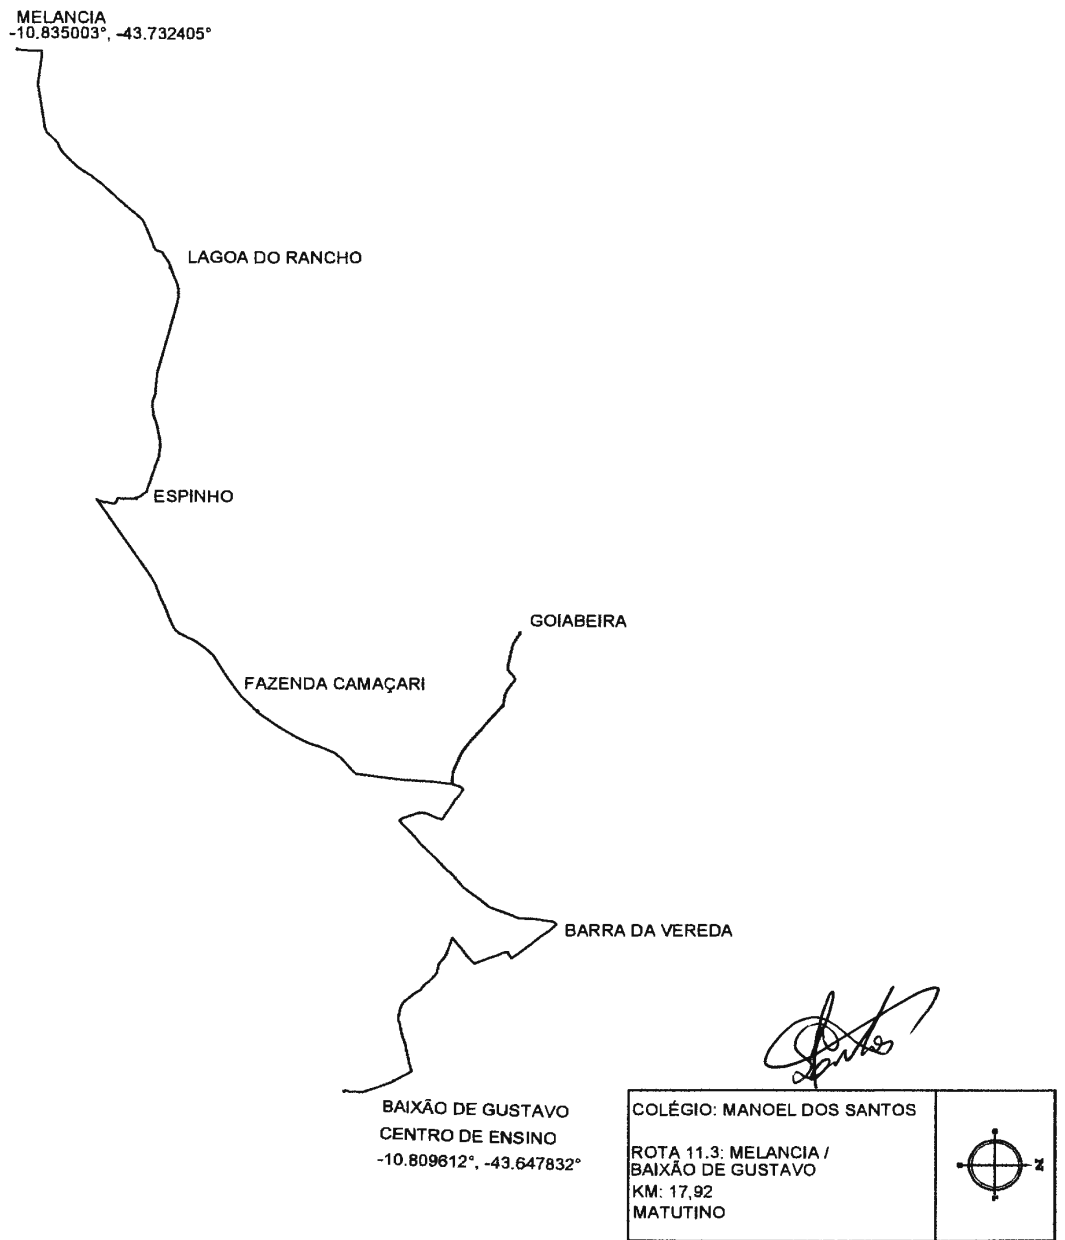 MELANCIA
-10.835003°, -43.732405°
LAGOA DO RANCHO
ESPINHO
GOIABEIRA
FAZENDA CAMAÇARI
BARRA DA VEREDA
BAIXÃO DE GUSTAVO
CENTRO DE ENSINO
-10.809612°, -43.647832°
COLÉGIO: MANOEL DOS SANTOS
ROTA 11.3: MELANCIA /
BAIXÃO DE GUSTAVO
KM: 17,92
MATUTINO
N